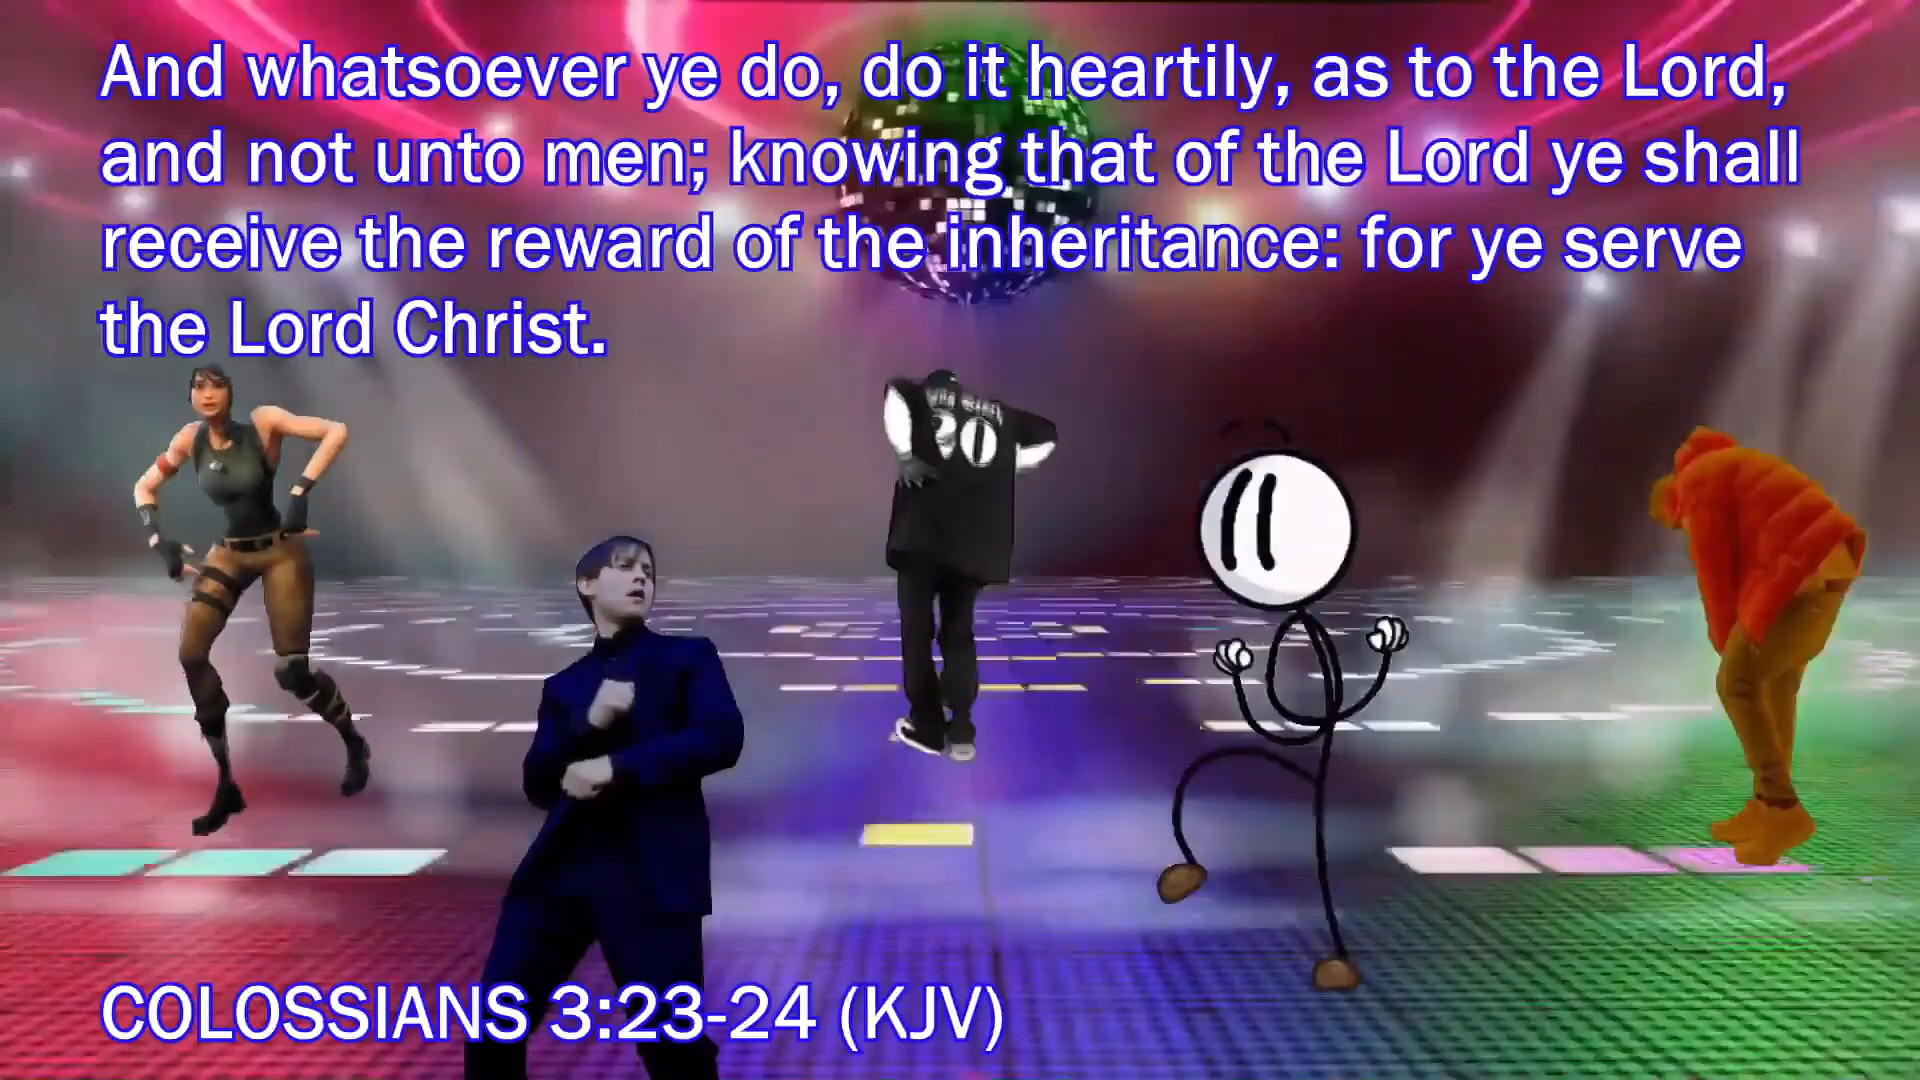 And whatsoever ye do, do it heartily, as to the Lord,
and not unto men; knowing that of the Lord ye shall
receive the reward of the inheritance: for ye serve
the Lord Christ.
COLOSSIANS 3:23-24 (KJV)